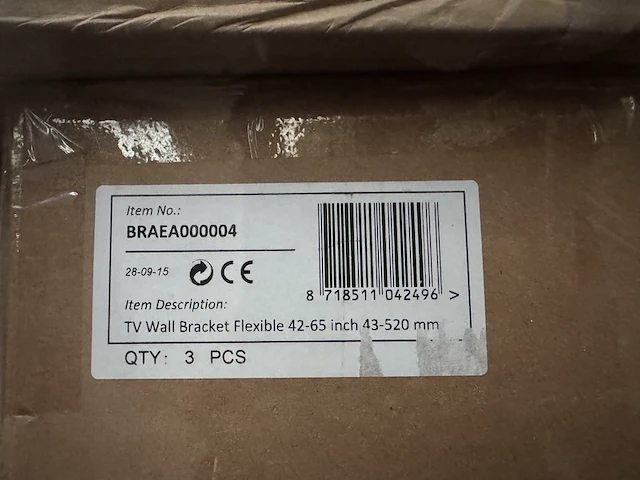 Item No.:
BRAEA000004
28-09-15 CE
8 718511 042496 >
Item Description:
TV Wall Bracket Flexible 42-65 inch 43-520 mm
QTY: 3 PCS